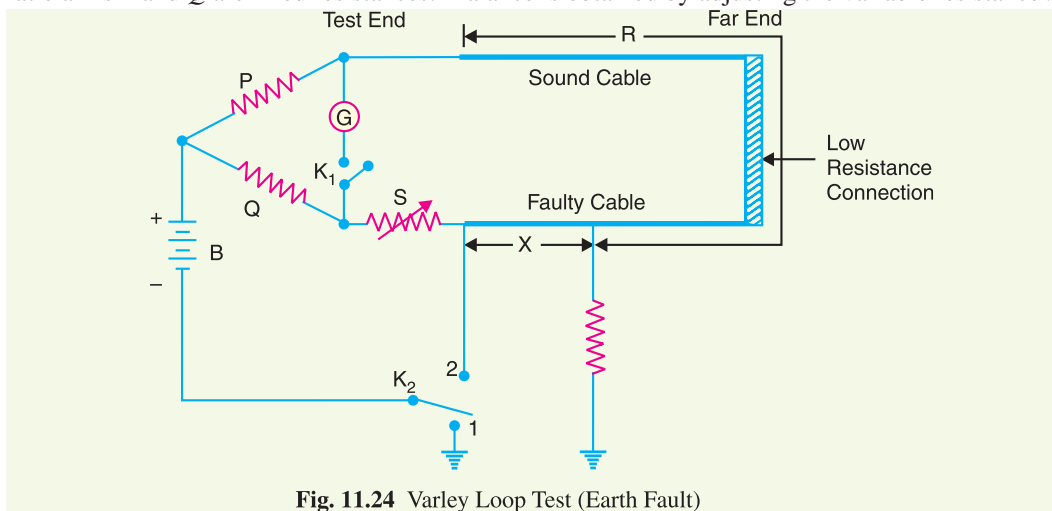 Test End
Far End
R
P
Sound Cable
G
Low
Resistance
Connection
K1
S
Faulty Cable
Q
+
X
B
–
2
K2
1
Fig. 11.24 Varley Loop Test (Earth Fault)